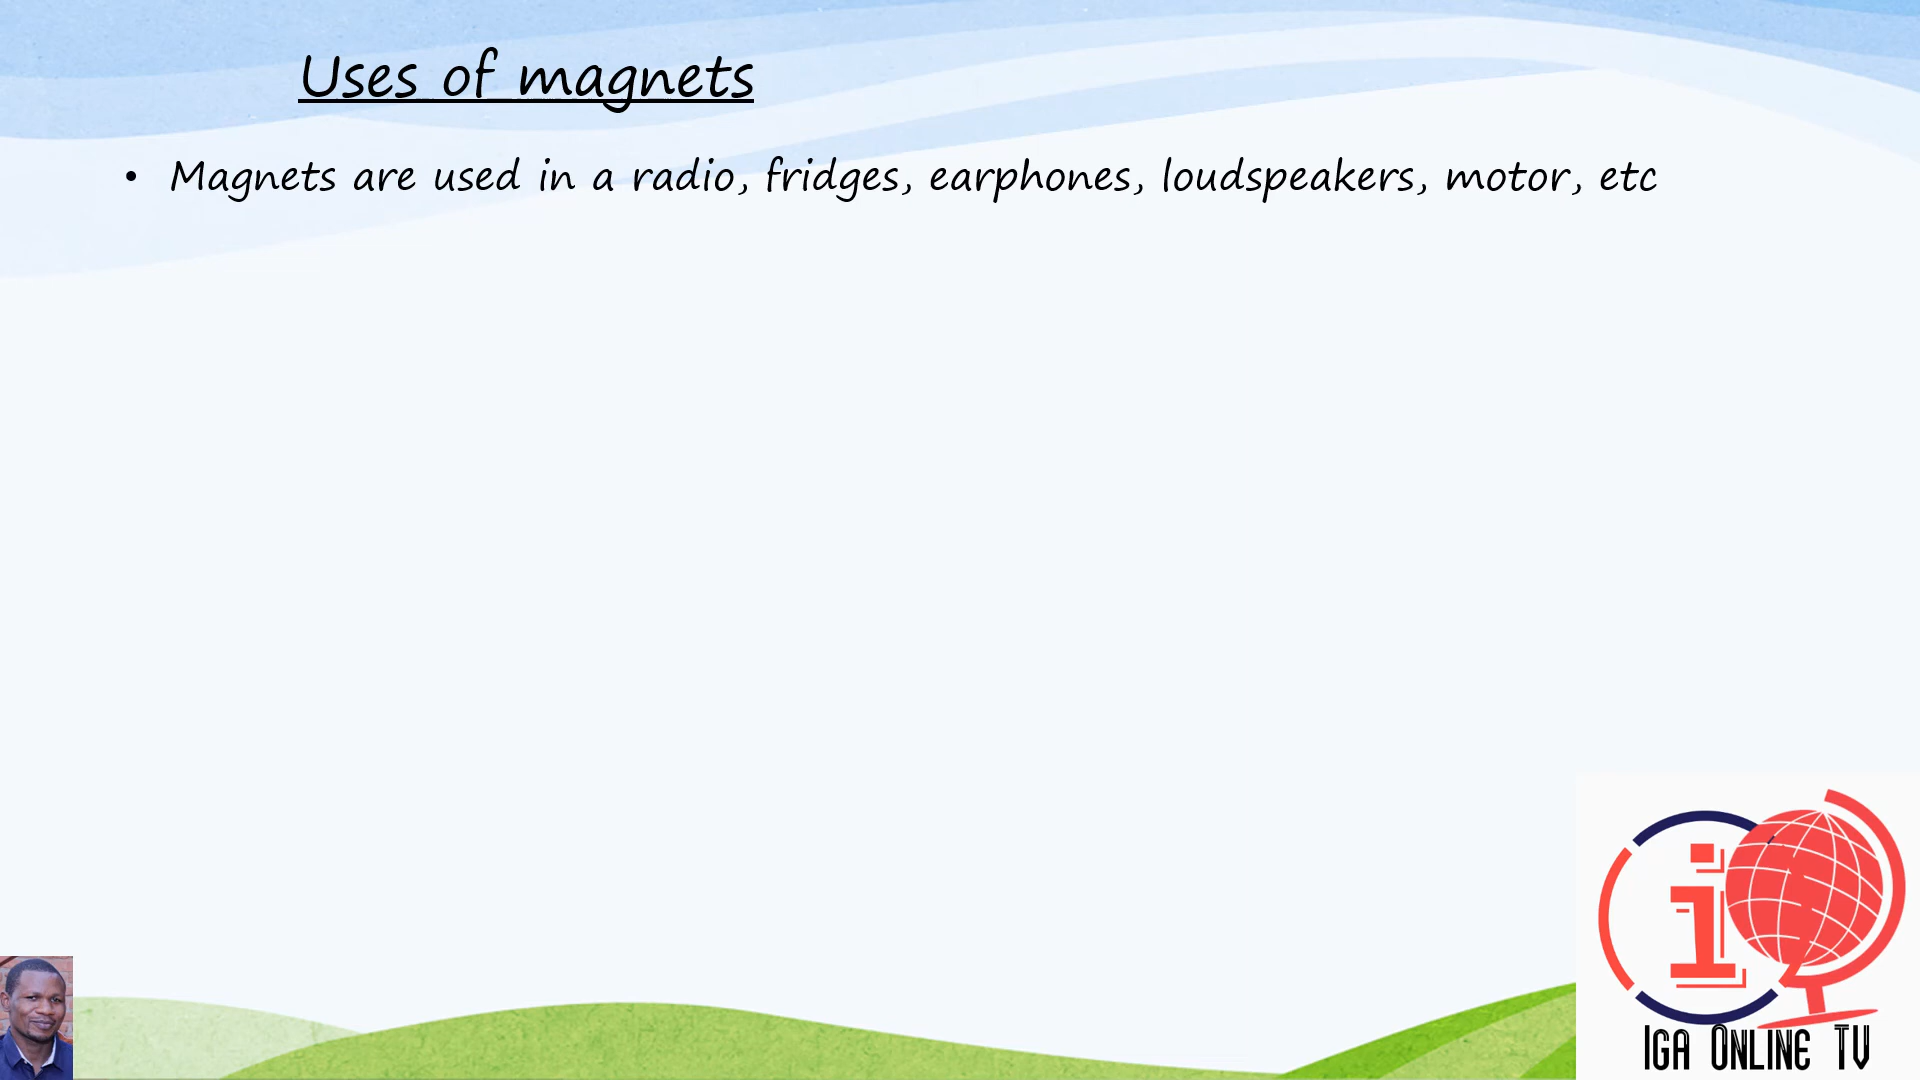 Uses of magnets
• Magnets are used in a radio, fridges, earphones, loudspeakers, motor, etc
i
IGA ONLINE TV